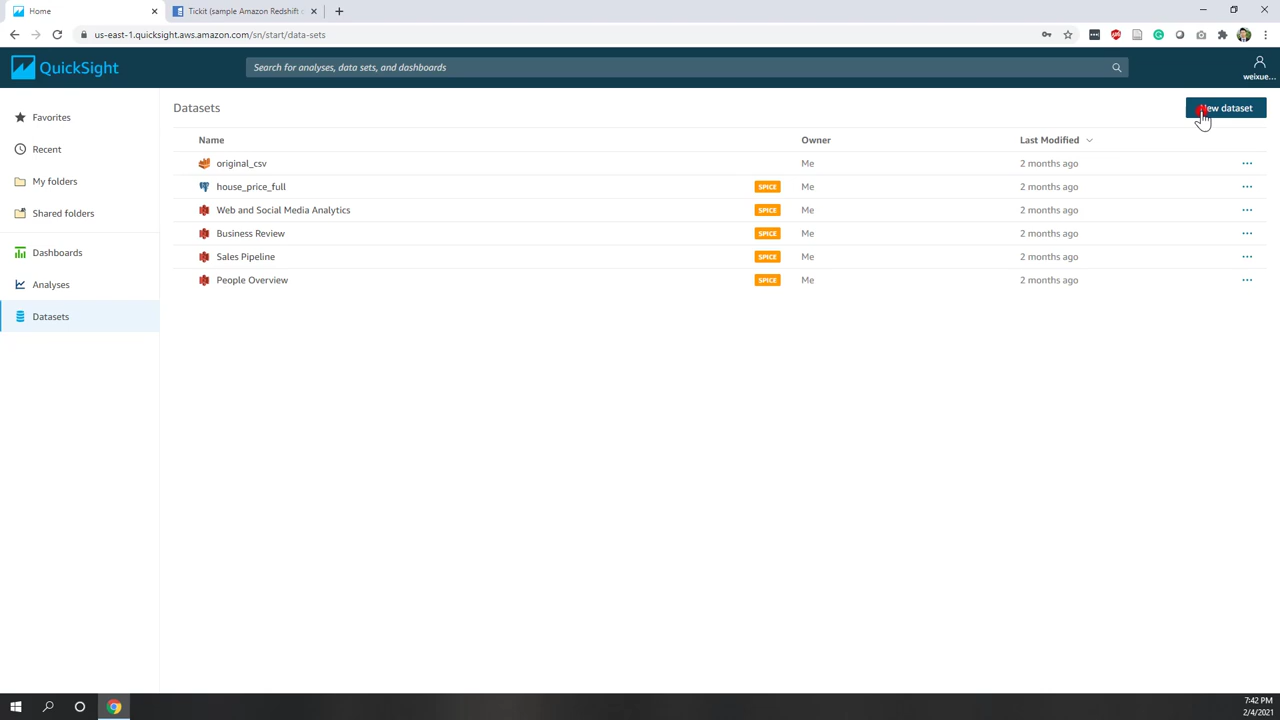 Home
Tickit (sample Amazon Redshift
us-east-1.quicksight.aws.amazon.com/sn/start/data-sets
QuickSight
Search for analyses, data sets, and dashboards
weixue...
Favorites
Recent
My folders
Shared folders
Dashboards
Analyses
Datasets
Datasets
New dataset
Name Owner Last Modified
original_csv Me 2 months ago
house_price_full SPICE Me 2 months ago
Web and Social Media Analytics SPICE Me 2 months ago
Business Review SPICE Me 2 months ago
Sales Pipeline SPICE Me 2 months ago
People Overview SPICE Me 2 months ago
7:42 PM
2/4/2021